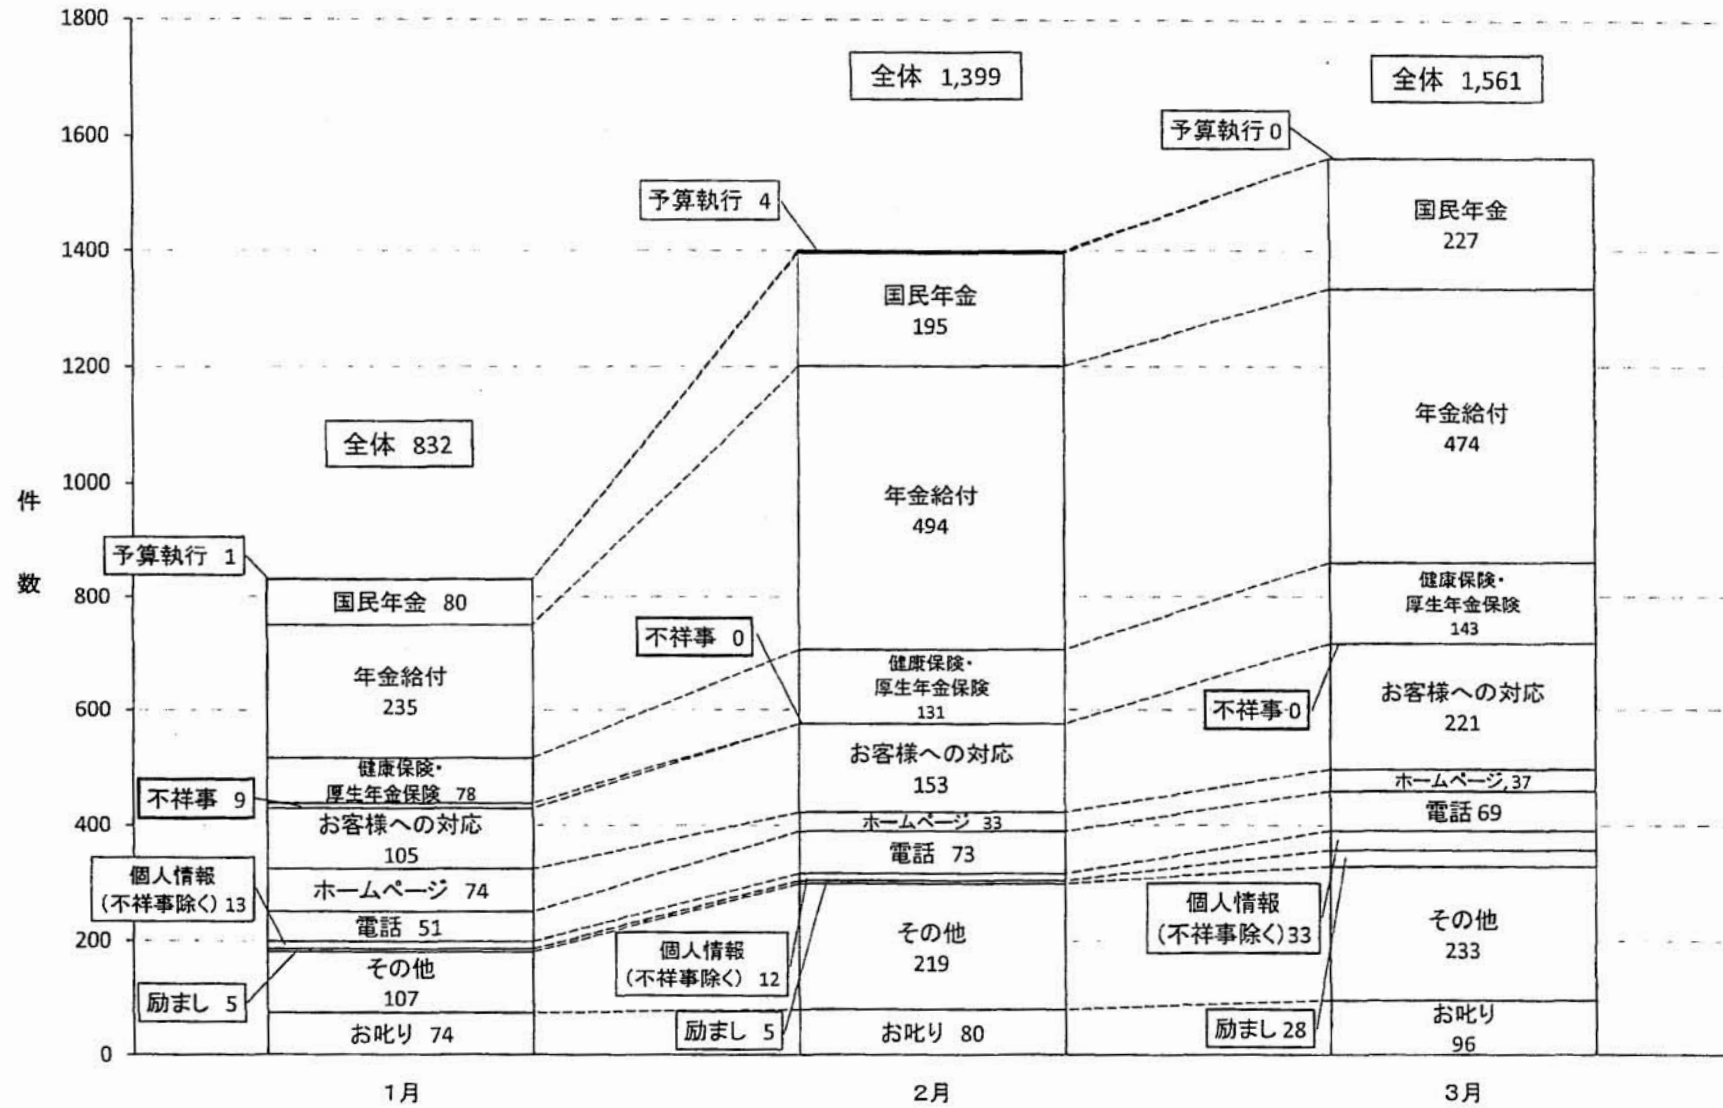 1800
1600
1400
1200
1000
800
600
400
200
0
件
数
全体 832
予算執行 1
国民年金 80
年金給付
235
健康保険・
厚生年金保険 78
不祥事 9
お客様への対応
105
ホームページ 74
個人情報
(不祥事除く) 13
電話 51
励まし 5
その他
107
お叱り 74
1月
全体 1,399
予算執行 4
国民年金
195
年金給付
494
健康保険・
厚生年金保険
131
不祥事 0
お客様への対応
153
ホームページ 33
電話 73
個人情報
(不祥事除く) 12
励まし 5
その他
219
お叱り 80
2月
全体 1,561
予算執行 0
国民年金
227
年金給付
474
健康保険・
厚生年金保険
143
不祥事 0
お客様への対応
221
ホームページ, 37
電話 69
個人情報
(不祥事除く) 33
励まし 28
その他
233
お叱り
96
3月